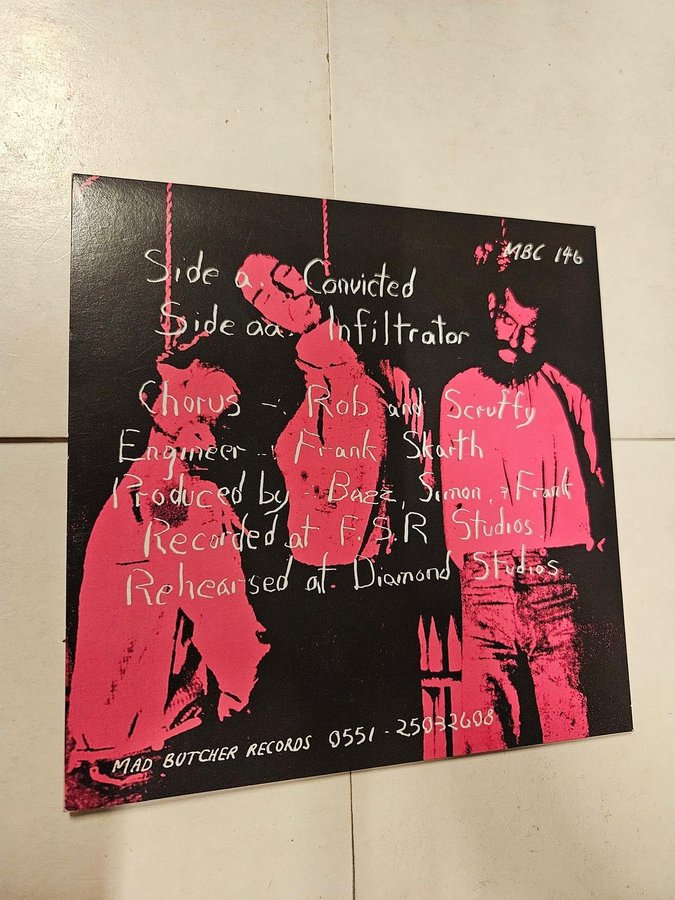 MBC 146
Side a. Convicted
Side aa. Infiltrator
Chorus - Rob and Scruffy
Engineer - Frank Skarth
Produced by - Bazz, Simon, & Frank
Recorded at F.S.R Studios
Rehearsed at Diamond Studios
MAD BUTCHER RECORDS 0551 - 25032608